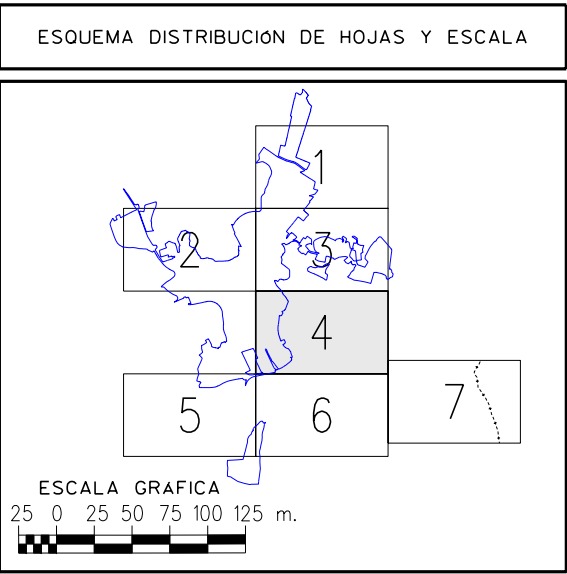 ESQUEMA DISTRIBUCIóN DE HOJAS Y ESCALA
1
2 3
4
5 6 7
ESCALA GRáFICA
25 0 25 50 75 100 125 m.